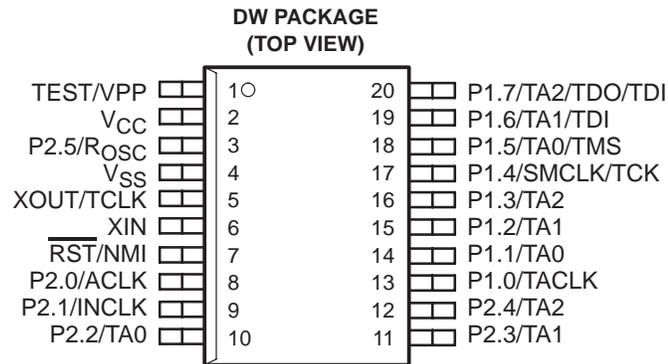 DW PACKAGE
(TOP VIEW)
TEST/VPP 1 20 P1.7/TA2/TDO/TDI
VCC 2 19 P1.6/TA1/TDI
P2.5/ROSC 3 18 P1.5/TA0/TMS
VSS 4 17 P1.4/SMCLK/TCK
XOUT/TCLK 5 16 P1.3/TA2
XIN 6 15 P1.2/TA1
RST/NMI 7 14 P1.1/TA0
P2.0/ACLK 8 13 P1.0/TACLK
P2.1/INCLK 9 12 P2.4/TA2
P2.2/TA0 10 11 P2.3/TA1